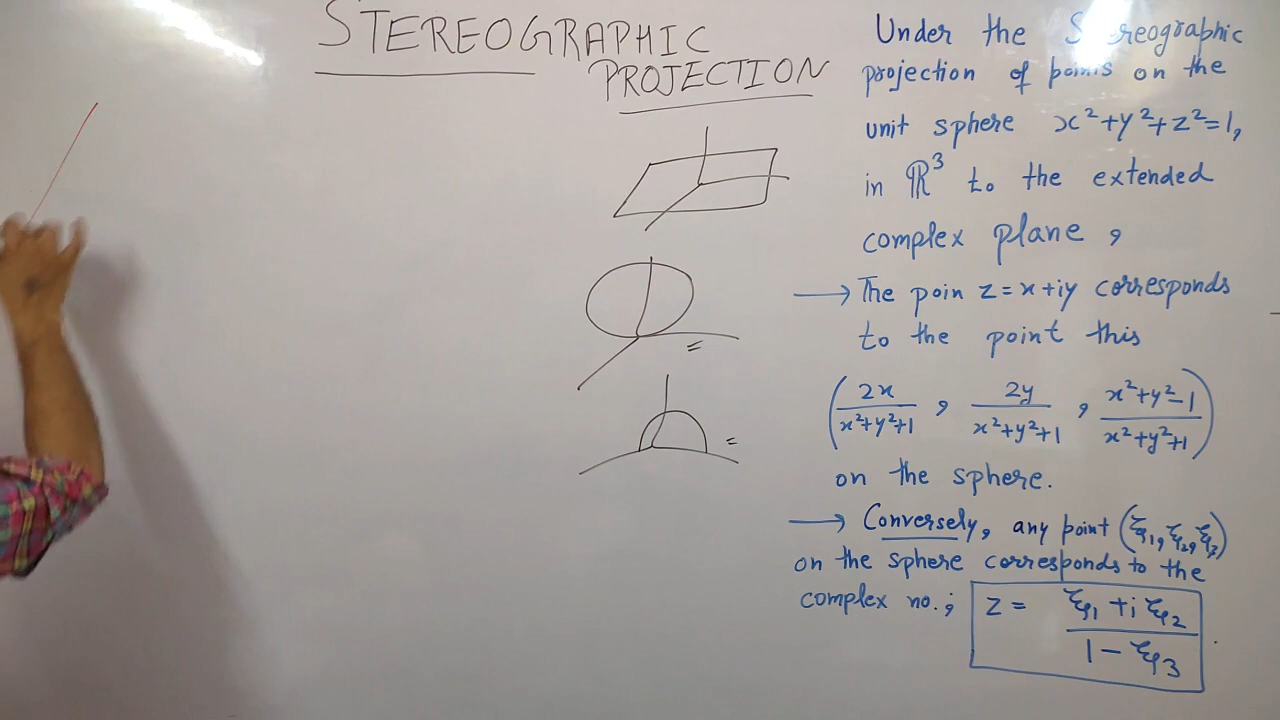 STEREOGRAPHIC
PROJECTION
Under the S reographic
projection of points on the
unit sphere x²+y²+z²=1,
in ℝ³ to the extended
complex plane,
→ The poin z=x+iy corresponds
to the point this
(2x/(x²+y²+1), 2y/(x²+y²+1), (x²+y²-1)/(x²+y²+1))
on the sphere.
→ Conversely, any point (ξ₁, ξ₂, ξ₃)
on the sphere corresponds to the
complex no.; z = (ξ₁+iξ₂)/(1-ξ₃)